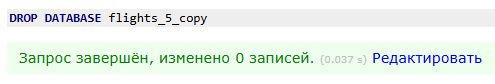 DROP DATABASE flights_5_copy
Запрос завершён, изменено 0 записей. (0.037 s) Редактировать